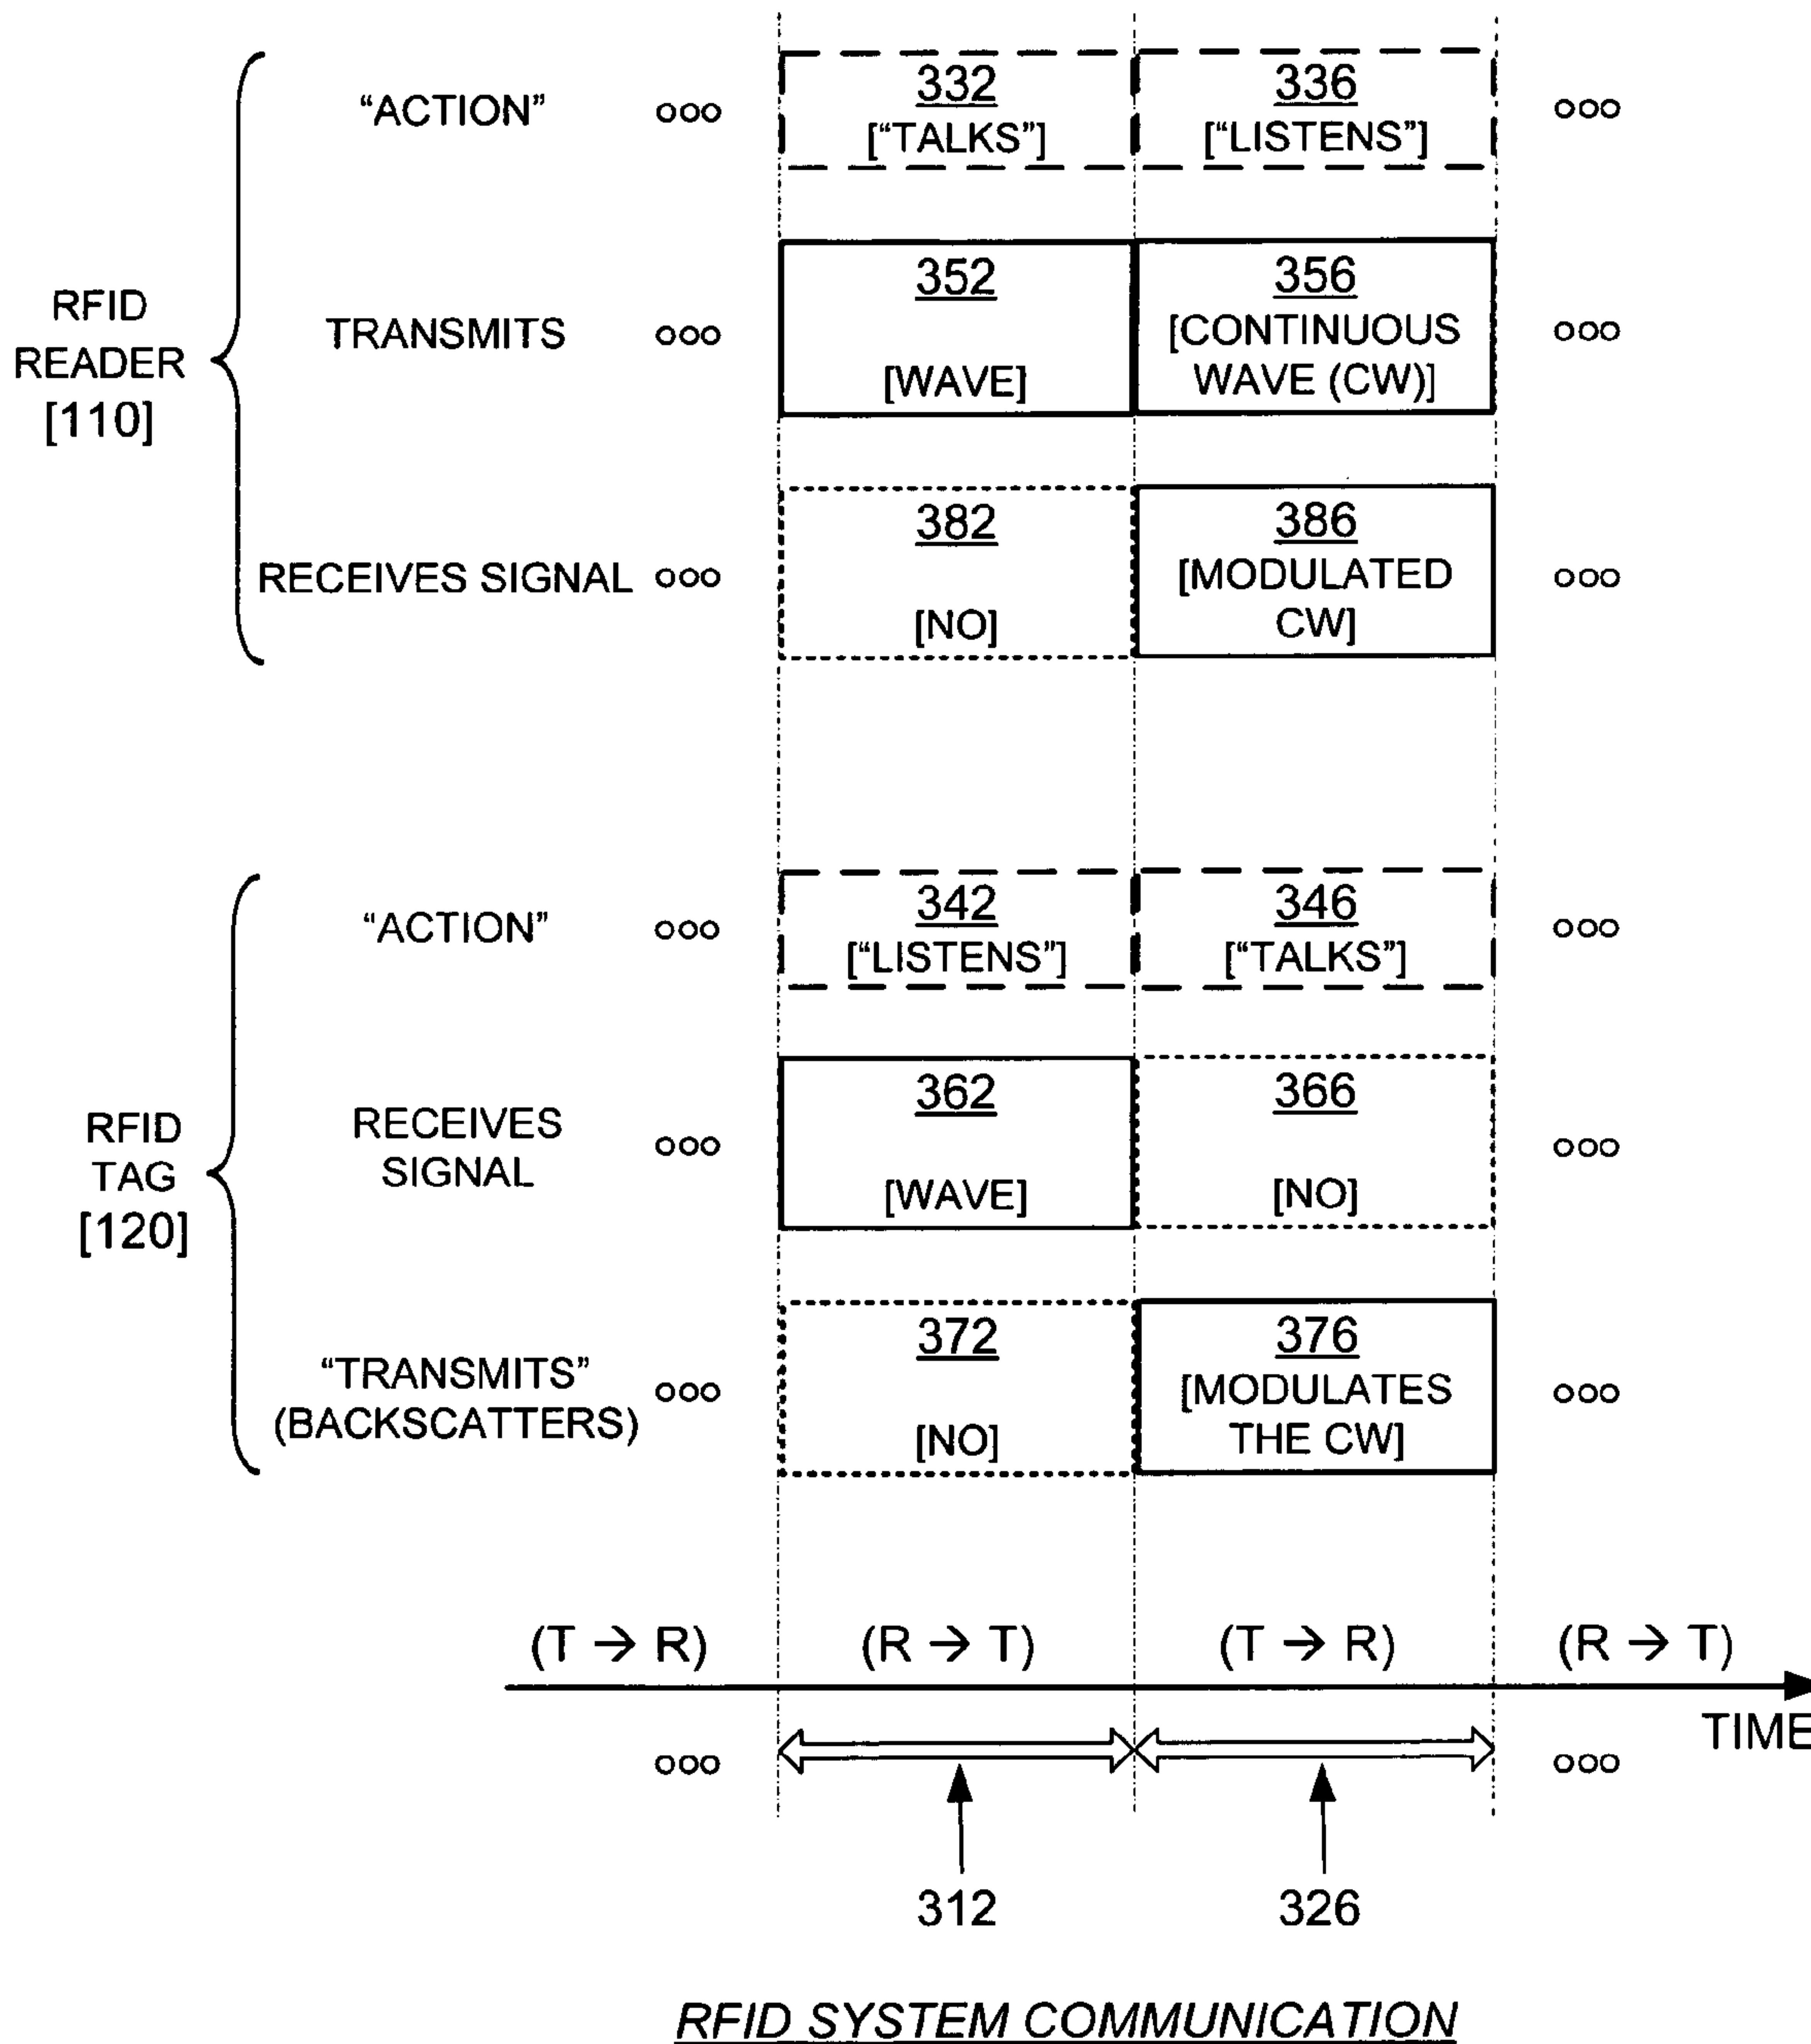 "ACTION" ooo 332 336 ooo
["TALKS"] ["LISTENS"]
RFID
READER
[110]
TRANSMITS ooo 352 356 ooo
[WAVE] [CONTINUOUS
WAVE (CW)]
RECEIVES SIGNAL ooo 382 386 ooo
[NO] [MODULATED
CW]
"ACTION" ooo 342 346 ooo
["LISTENS"] ["TALKS"]
RFID
TAG
[120]
RECEIVES
SIGNAL ooo 362 366 ooo
[WAVE] [NO]
"TRANSMITS"
(BACKSCATTERS) ooo 372 376 ooo
[NO] [MODULATES
THE CW]
(T → R) (R → T) (T → R) (R → T)
TIME
ooo ooo
312 326
RFID SYSTEM COMMUNICATION